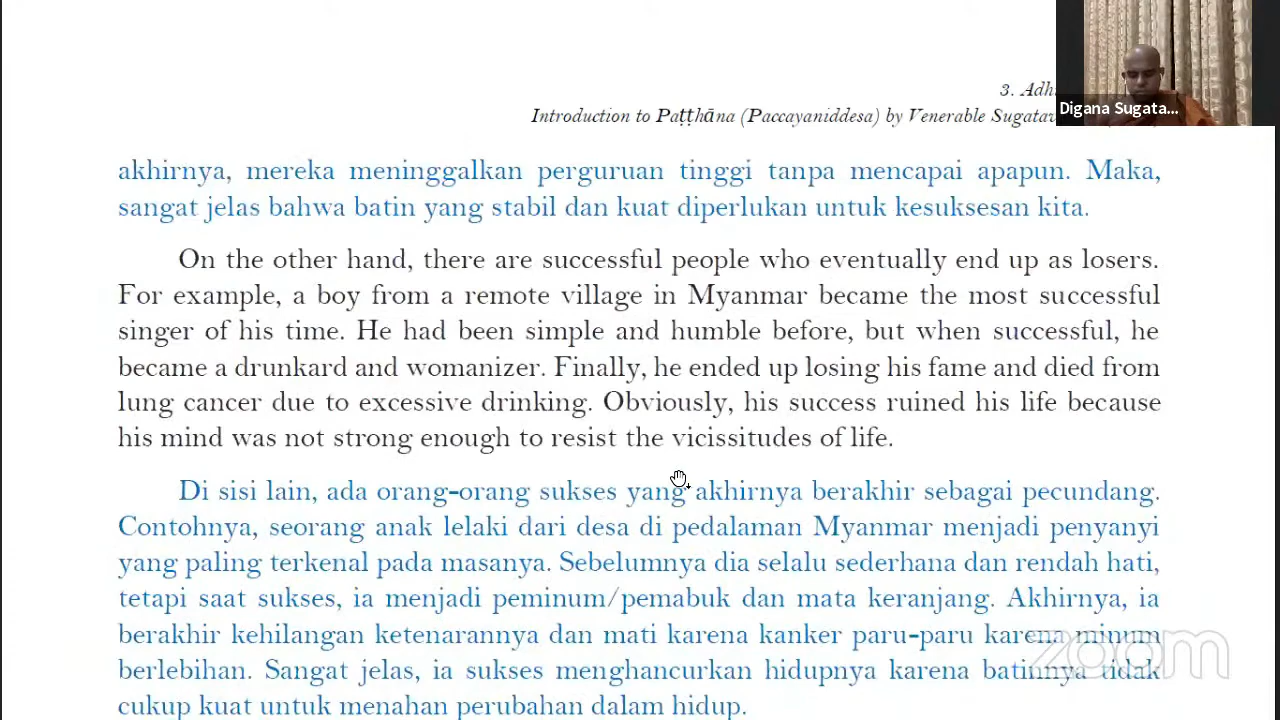 3. Adh
Introduction to Paṭṭhāna (Paccayaniddesa) by Venerable
Digana Sugata...
akhirnya, mereka meninggalkan perguruan tinggi tanpa mencapai apapun. Maka,
sangat jelas bahwa batin yang stabil dan kuat diperlukan untuk kesuksesan kita.
On the other hand, there are successful people who eventually end up as losers.
For example, a boy from a remote village in Myanmar became the most successful
singer of his time. He had been simple and humble before, but when successful, he
became a drunkard and womanizer. Finally, he ended up losing his fame and died from
lung cancer due to excessive drinking. Obviously, his success ruined his life because
his mind was not strong enough to resist the vicissitudes of life.
Di sisi lain, ada orang-orang sukses yang akhirnya berakhir sebagai pecundang.
Contohnya, seorang anak lelaki dari desa di pedalaman Myanmar menjadi penyanyi
yang paling terkenal pada masanya. Sebelumnya dia selalu sederhana dan rendah hati,
tetapi saat sukses, ia menjadi peminum/pemabuk dan mata keranjang. Akhirnya, ia
berakhir kehilangan ketenarannya dan mati karena kanker paru-paru karena minum
berlebihan. Sangat jelas, ia sukses menghancurkan hidupnya karena batinnya tidak
cukup kuat untuk menahan perubahan dalam hidup.
zoom